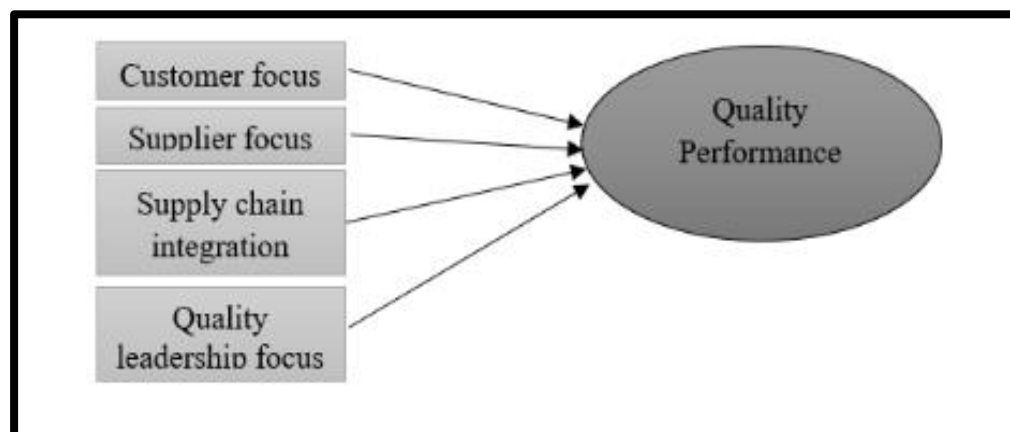 Customer focus
Supplier focus
Supply chain
integration
Quality
leadership focus
Quality
Performance